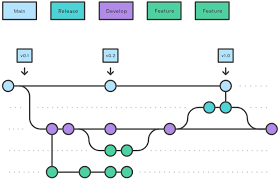 Main
Release
Develop
Feature
Feature
v0.1
v0.2
v1.0